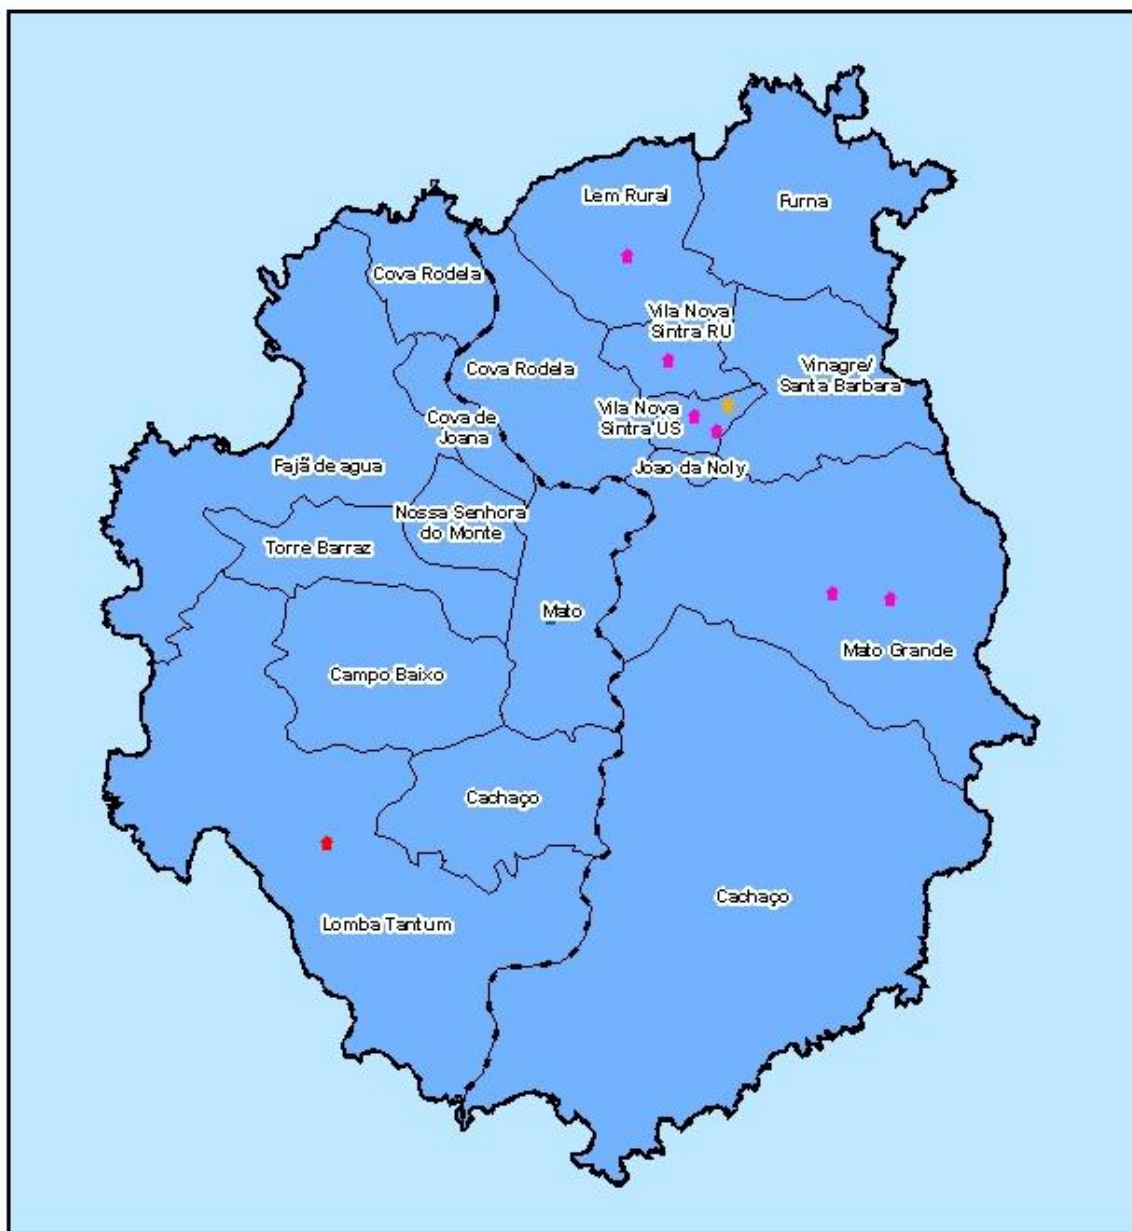 Lem Rural
Furna
Cova Rodela
Vila Nova
Sintra RU
Cova Rodela
Vinagre/
Santa Barbara
Vila Nova
Sintra US
Cova de
Joana
Fajã de agua
Joao da Noly
Nossa Senhora
do Monte
Torre Barraz
Mato
Mato Grande
Campo Baixo
Cachaço
Cachaço
Lomba Tantum